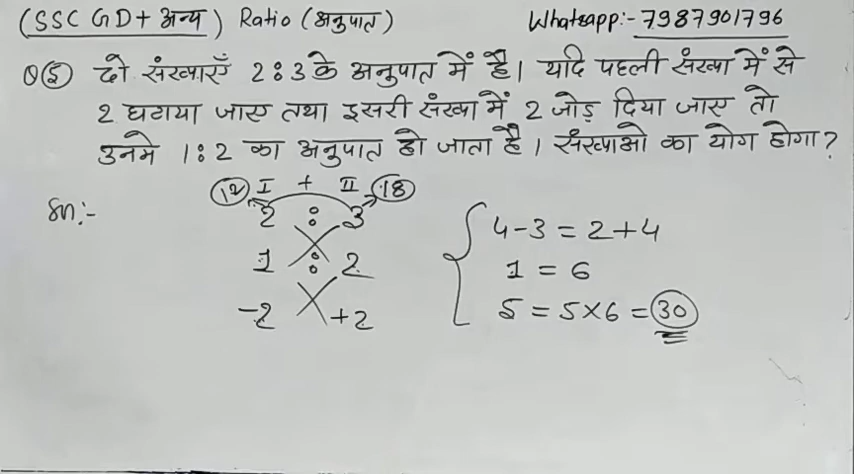 (SSC GD+ अन्य) Ratio (अनुपात) Whatsapp:- 7987901796
Q⑤ दो संख्याएँ 2:3 के अनुपात में है। यदि पहली संख्या में से
2 घटाया जाए तथा दूसरी संख्या में 2 जोड़ दिया जाए तो
उनमे 1:2 का अनुपात हो जाता है। संख्याओ का योग होगा?
Sol:-
12 I + II 18
2 : 3
1 : 2
-2 +2
4-3 = 2+4
1 = 6
5 = 5×6 = 30